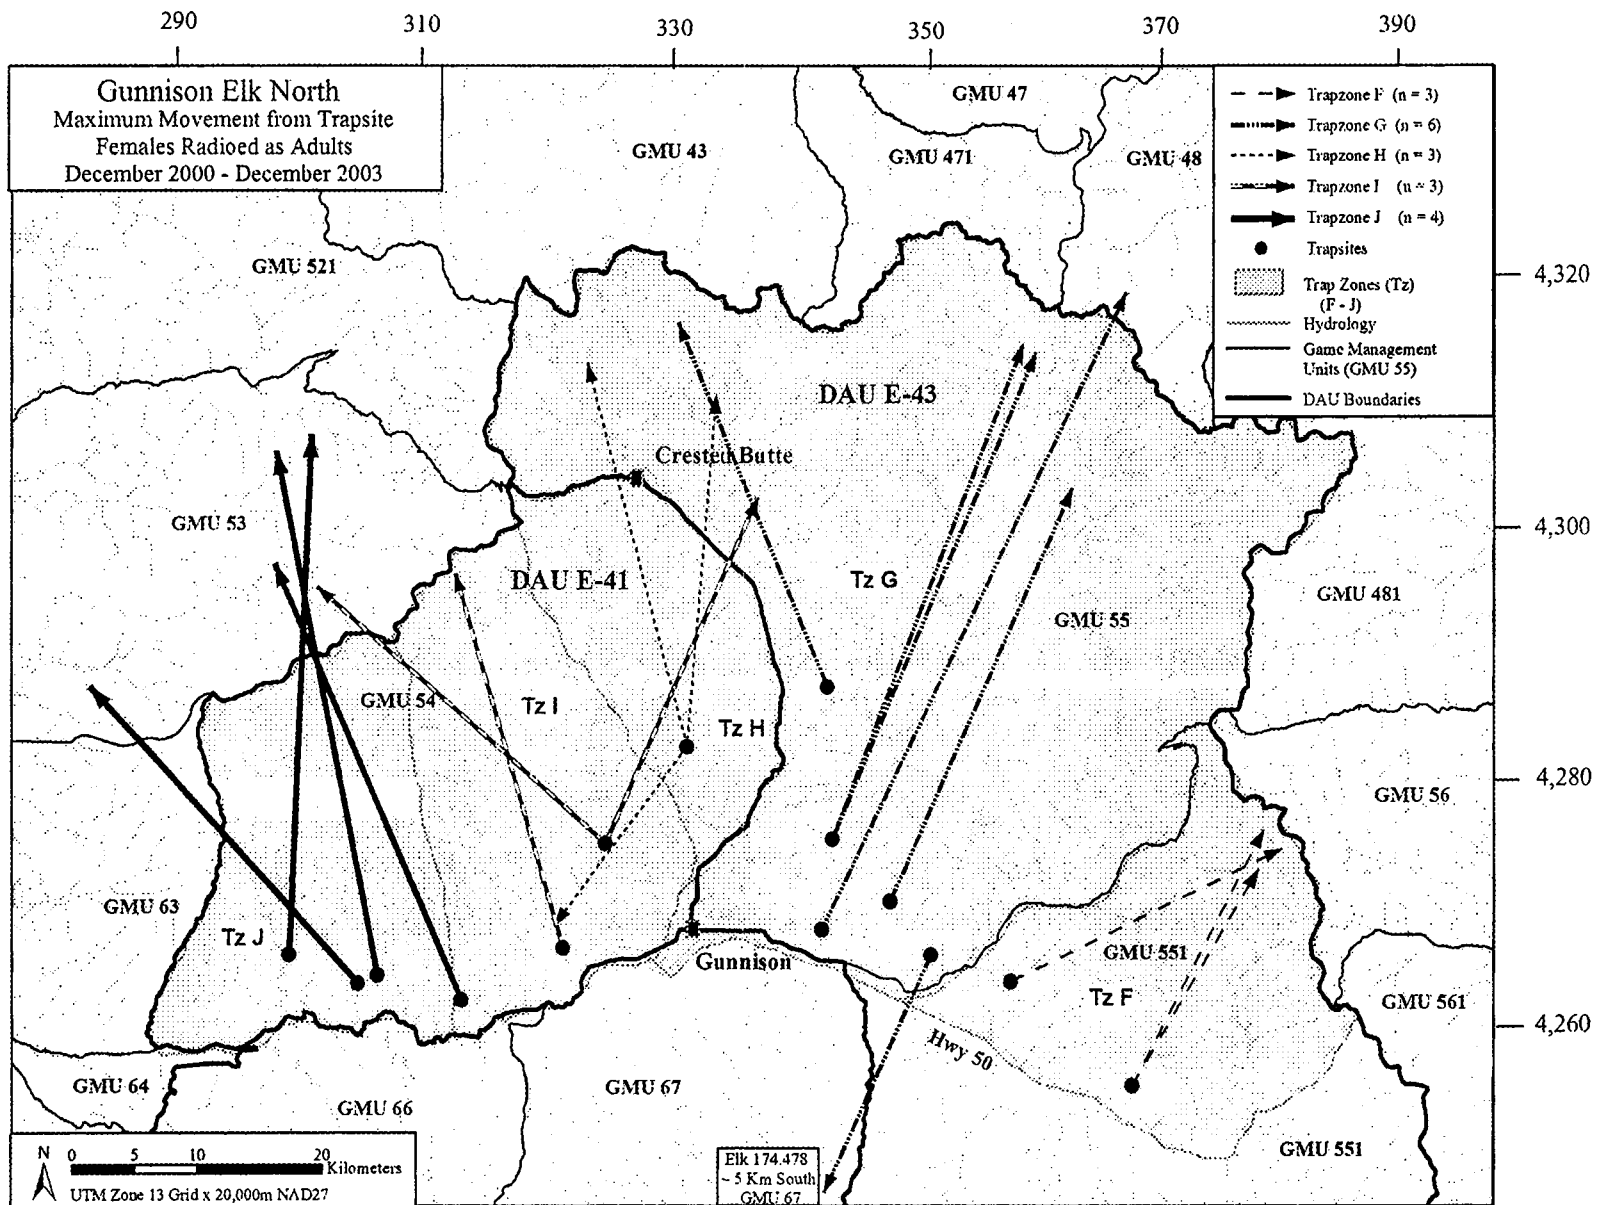 290 310 330 350 370 390
Gunnison Elk North
Maximum Movement from Trapsite
Females Radioed as Adults
December 2000 - December 2003
GMU 47
GMU 43
GMU 471
GMU 48
Trapzone F (n = 3)
Trapzone G (n = 6)
Trapzone H (n = 3)
Trapzone I (n = 3)
Trapzone J (n = 4)
Trapsites
Trap Zones (Tz)
(F - J)
Hydrology
Game Management
Units (GMU 55)
DAU Boundaries
GMU 521
4,320
DAU E-43
Crested Butte
GMU 53
4,300
DAU E-41
Tz G
GMU 481
GMU 55
GMU 54
Tz I
Tz H
4,280
GMU 56
GMU 63
Tz J
Gunnison
GMU 551
Tz F
GMU 561
4,260
Hwy 50
GMU 64
GMU 67
GMU 66
GMU 551
N
0 5 10 20
Kilometers
UTM Zone 13 Grid x 20,000m NAD27
Elk 174.478
~ 5 Km South
GMU 67